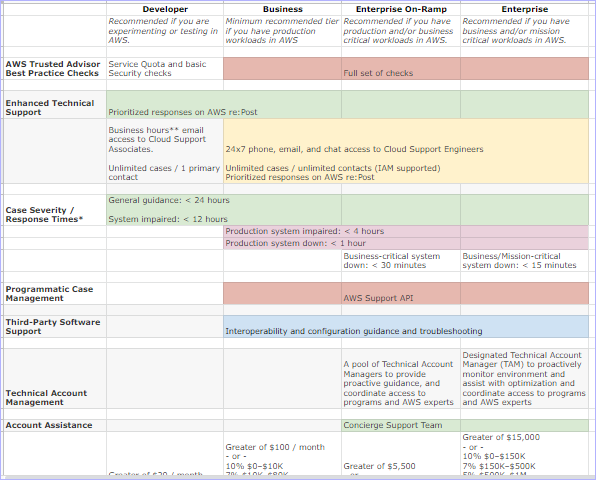 Developer
Business
Enterprise On-Ramp
Enterprise
Recommended if you are
experimenting or testing in
AWS.
Minimum recommended tier
if you have production
workloads in AWS
Recommended if you have
production and/or business
critical workloads in AWS.
Recommended if you have
business and/or mission
critical workloads in AWS.
AWS Trusted Advisor
Best Practice Checks
Service Quota and basic
Security checks
Full set of checks
Enhanced Technical
Support
Prioritized responses on AWS re:Post
Business hours** email
access to Cloud Support
Associates.
Unlimited cases / 1 primary
contact
24x7 phone, email, and chat access to Cloud Support Engineers
Unlimited cases / unlimited contacts (IAM supported)
Prioritized responses on AWS re:Post
Case Severity /
Response Times*
General guidance: < 24 hours
System impaired: < 12 hours
Production system impaired: < 4 hours
Production system down: < 1 hour
Business-critical system
down: < 30 minutes
Business/Mission-critical
system down: < 15 minutes
Programmatic Case
Management
AWS Support API
Third-Party Software
Support
Interoperability and configuration guidance and troubleshooting
Technical Account
Management
A pool of Technical Account
Managers to provide
proactive guidance, and
coordinate access to
programs and AWS experts
Designated Technical Account
Manager (TAM) to proactively
monitor environment and
assist with optimization and
coordinate access to programs
and AWS experts
Account Assistance
Concierge Support Team
Greater of $20 / month
Greater of $100 / month
- or -
10% $0–$10K
7% $10K–$80K
Greater of $5,500
- or -
Greater of $15,000
- or -
10% $0–$150K
7% $150K–$500K
5% $500K–$1M